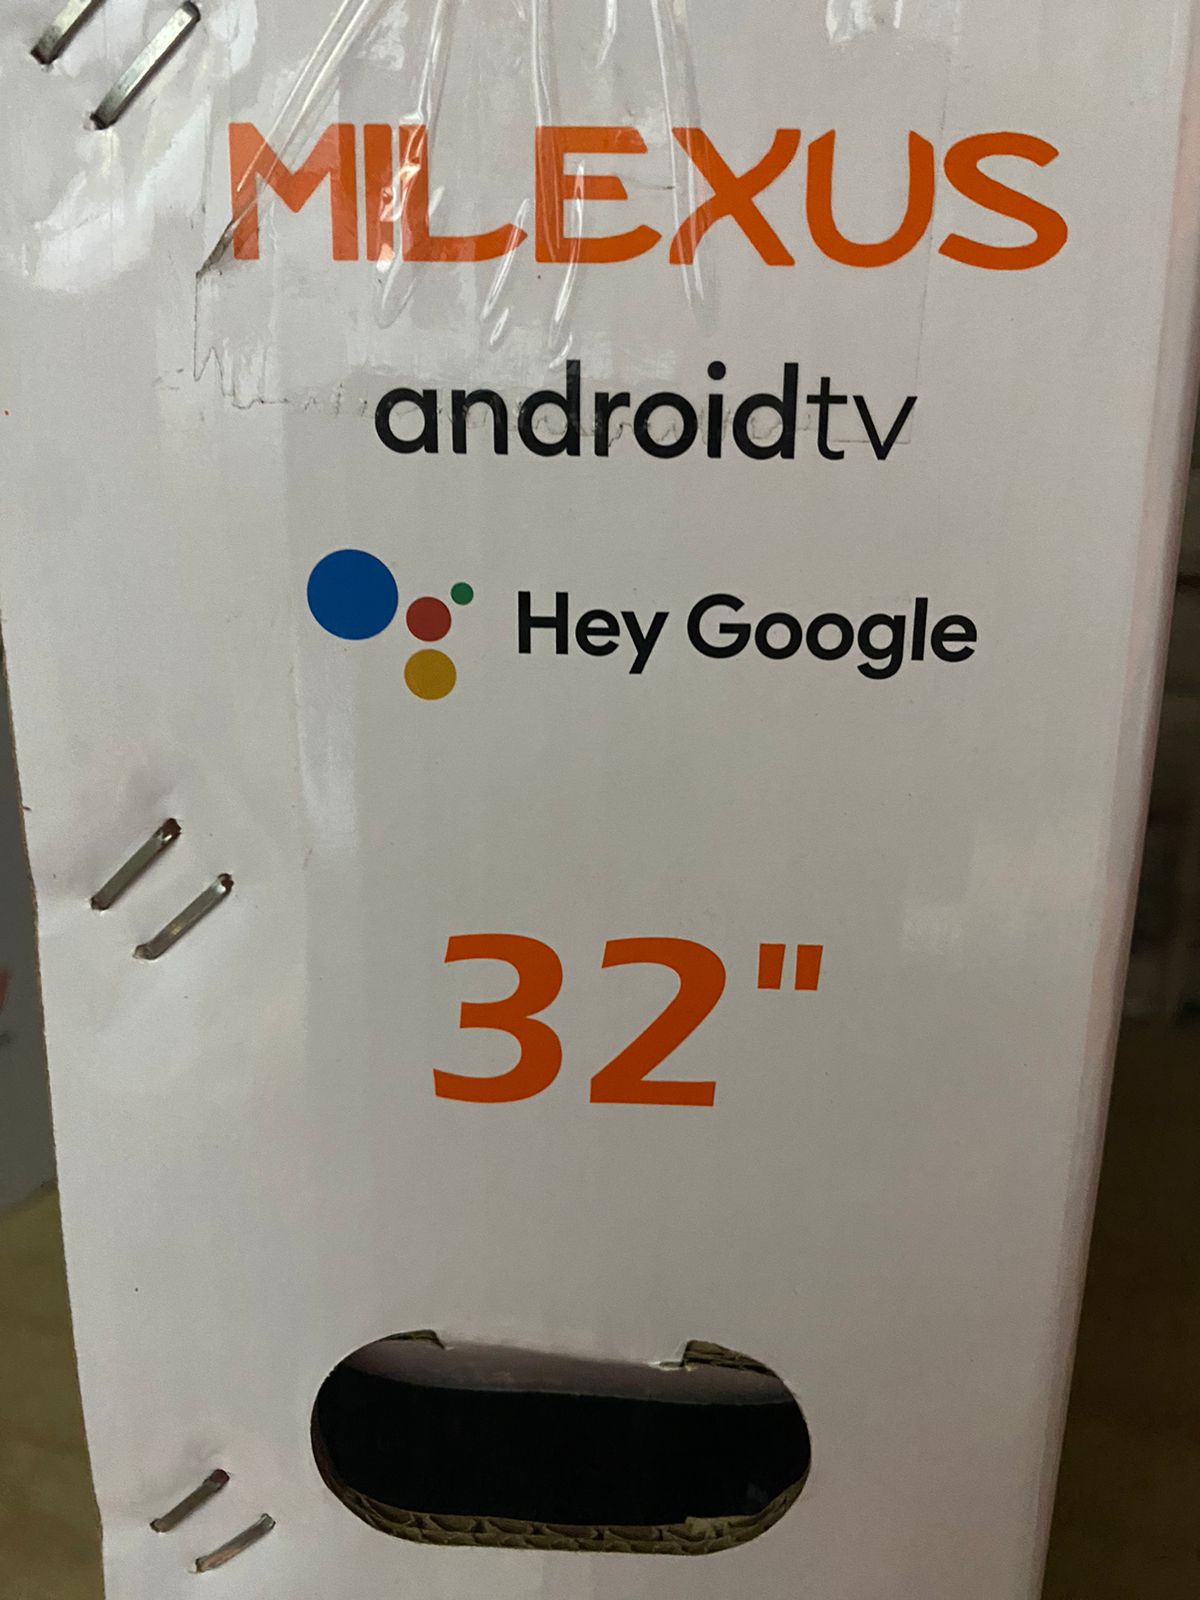 MILEXUS
androidtv
Hey Google
32"